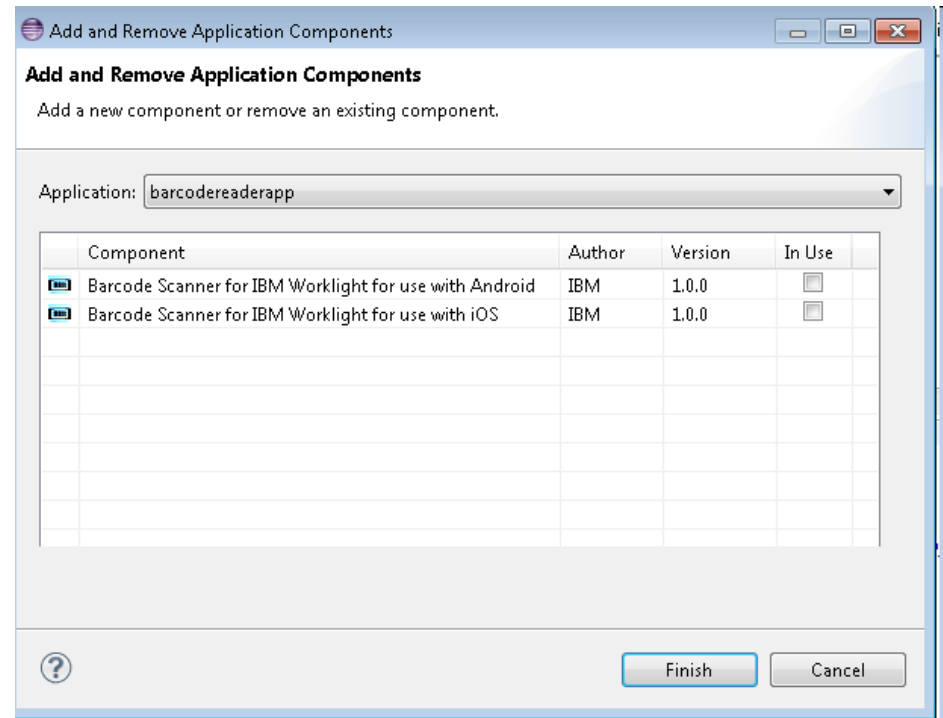 Add and Remove Application Components
Add and Remove Application Components
Add a new component or remove an existing component.
Application: barcodereaderapp
Component Author Version In Use
Barcode Scanner for IBM Worklight for use with Android IBM 1.0.0
Barcode Scanner for IBM Worklight for use with iOS IBM 1.0.0
?
Finish Cancel